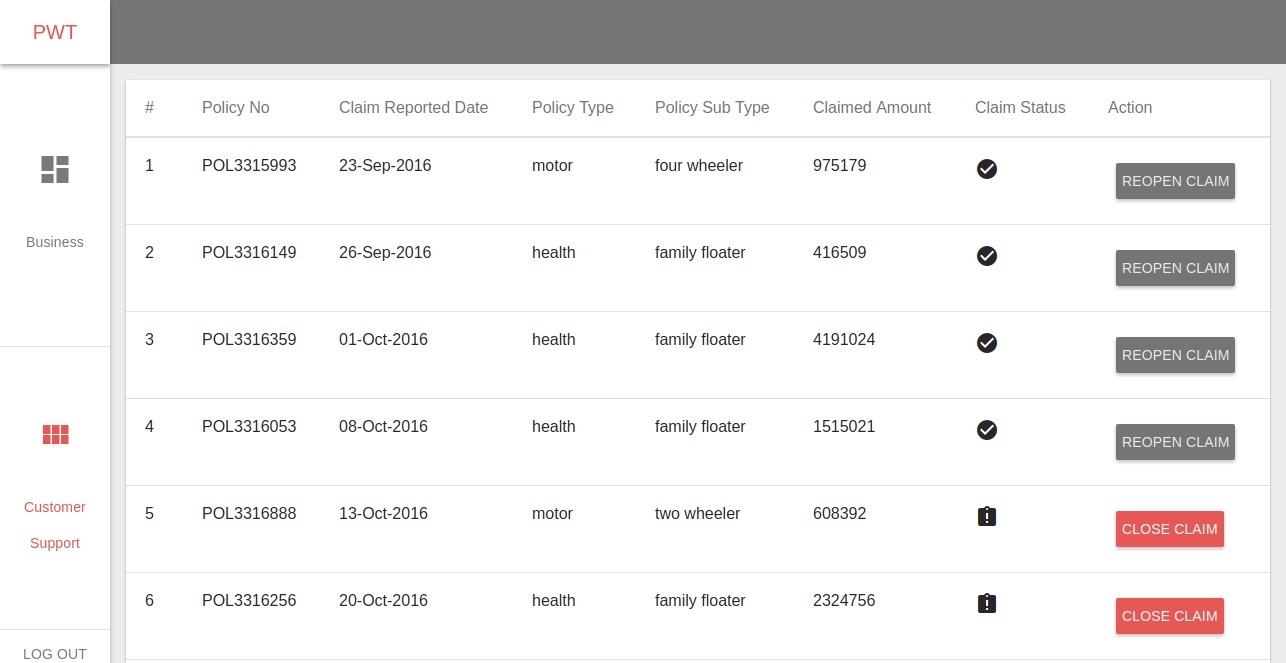 PWT
# Policy No Claim Reported Date Policy Type Policy Sub Type Claimed Amount Claim Status Action
1 POL3315993 23-Sep-2016 motor four wheeler 975179 REOPEN CLAIM
Business
2 POL3316149 26-Sep-2016 health family floater 416509 REOPEN CLAIM
3 POL3316359 01-Oct-2016 health family floater 4191024 REOPEN CLAIM
4 POL3316053 08-Oct-2016 health family floater 1515021 REOPEN CLAIM
Customer
Support
5 POL3316888 13-Oct-2016 motor two wheeler 608392 CLOSE CLAIM
6 POL3316256 20-Oct-2016 health family floater 2324756 CLOSE CLAIM
LOG OUT